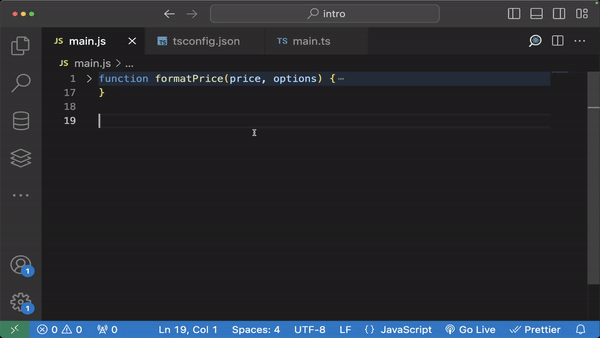 intro
JS main.js
tsconfig.json
TS main.ts
JS main.js > ...
1 > function formatPrice(price, options) {
17 }
18
19
1
1
0 0 0 Ln 19, Col 1 Spaces: 4 UTF-8 LF {} JavaScript Go Live Prettier